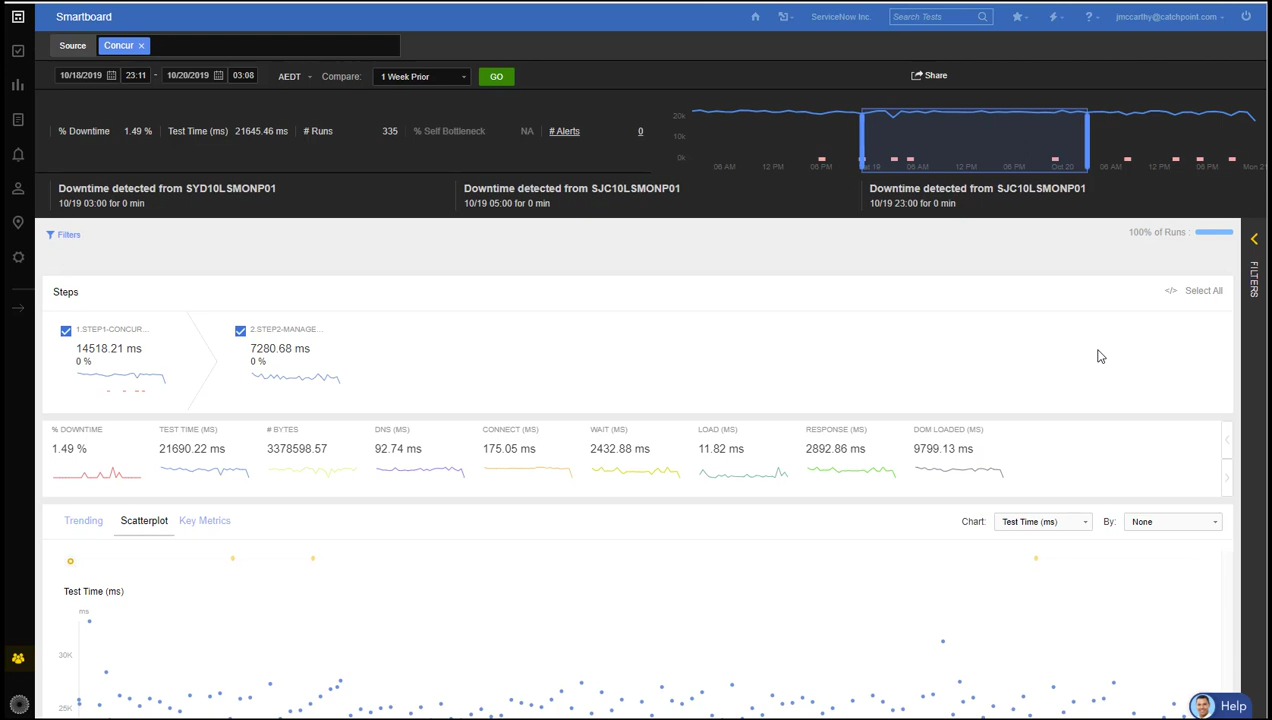 Smartboard
ServiceNow Inc.
Search Tests
?
jmccarthy@catchpoint.com
Source
Concur ×
10/18/2019 23:11 - 10/20/2019 03:08 AEDT Compare: 1 Week Prior GO
Share
% Downtime 1.49 % Test Time (ms) 21645.46 ms # Runs 335 % Self Bottleneck NA # Alerts 0
20k
10k
0k
06 AM 12 PM 06 PM Sat 19 06 AM 12 PM 06 PM Oct 20 06 AM 12 PM 06 PM Mon 21
Downtime detected from SYD10LSMONP01
10/19 03:00 for 0 min
Downtime detected from SJC10LSMONP01
10/19 05:00 for 0 min
Downtime detected from SJC10LSMONP01
10/19 23:00 for 0 min
Filters
100% of Runs :
FILTERS
Steps
</> Select All
1.STEP1-CONCUR...
14518.21 ms
0 %
2.STEP2-MANAGE...
7280.68 ms
0 %
% DOWNTIME
1.49 %
TEST TIME (MS)
21690.22 ms
# BYTES
3378598.57
DNS (MS)
92.74 ms
CONNECT (MS)
175.05 ms
WAIT (MS)
2432.88 ms
LOAD (MS)
11.82 ms
RESPONSE (MS)
2892.86 ms
DOM LOADED (MS)
9799.13 ms
Trending Scatterplot Key Metrics
Chart: Test Time (ms) By: None
Test Time (ms)
ms
30K
25K
Help